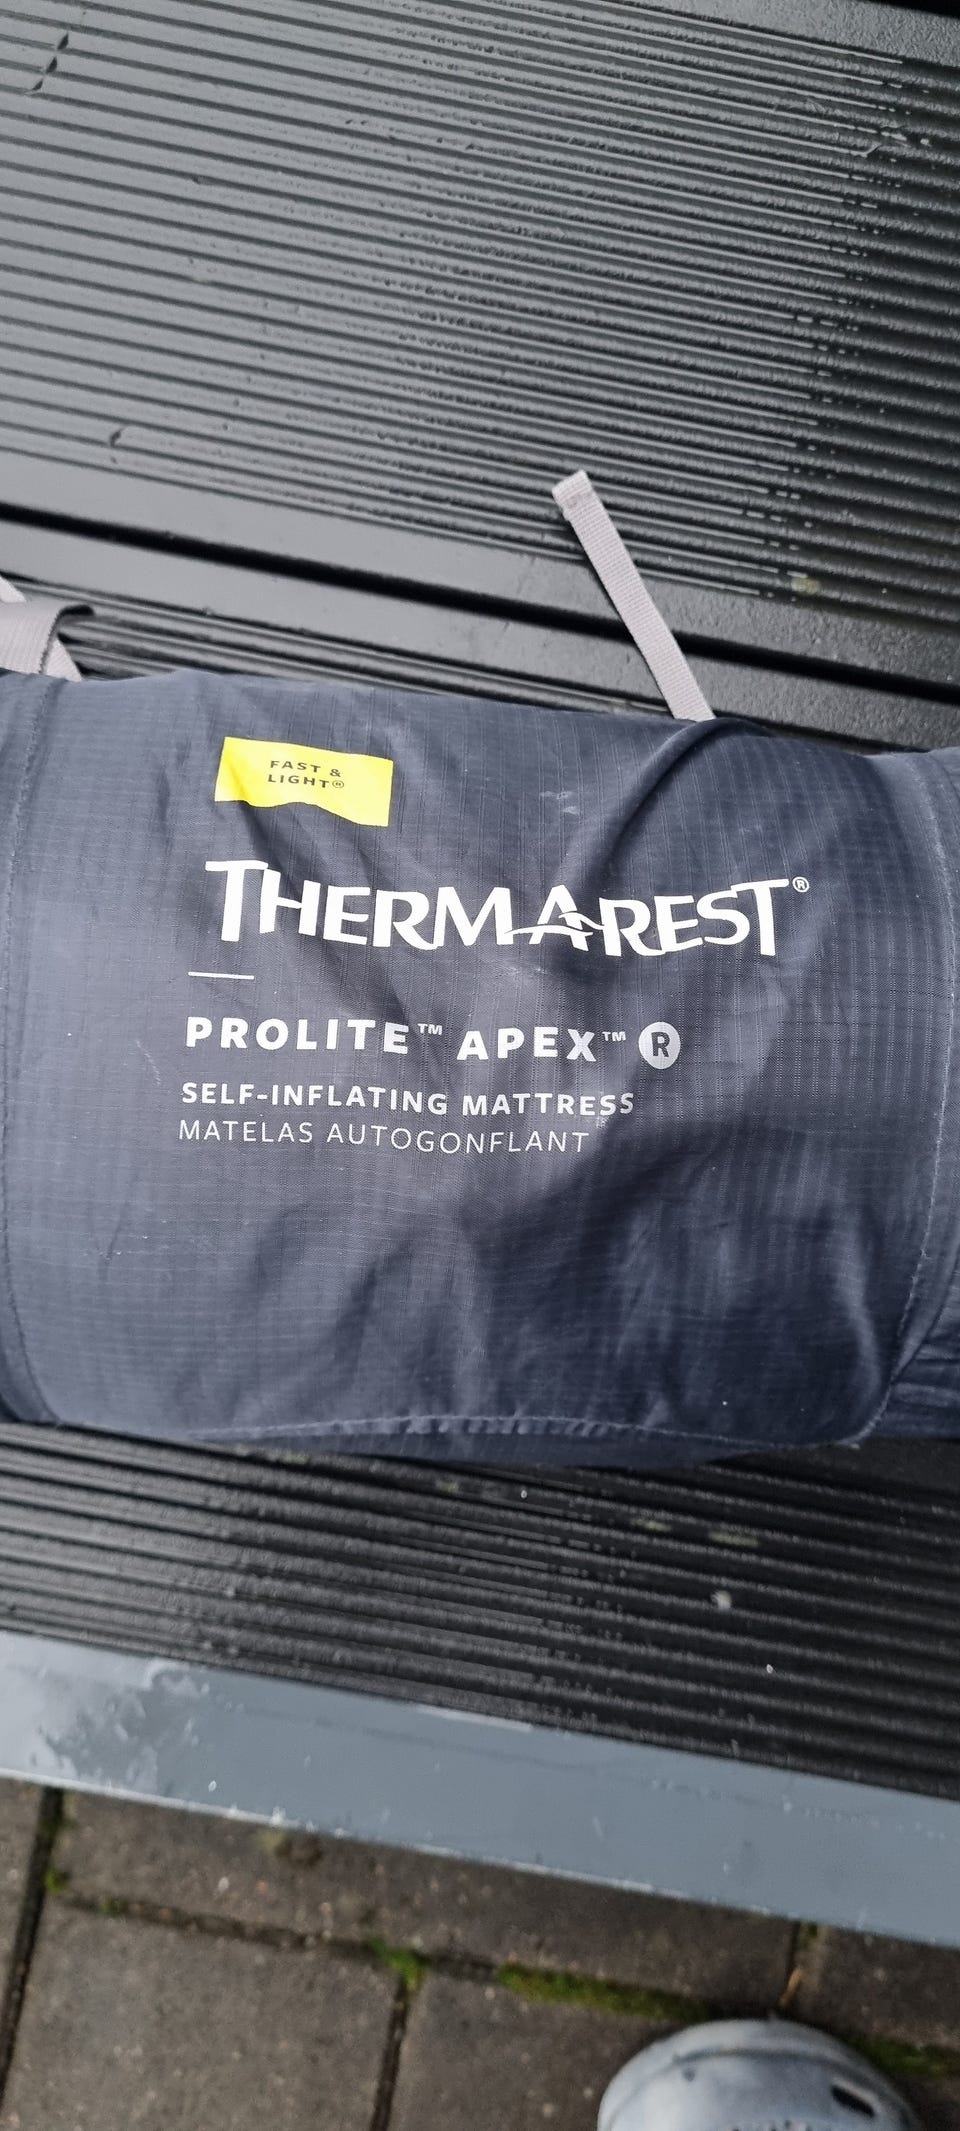 FAST &
LIGHT®
THERMAREST®
PROLITE™ APEX™ R
SELF-INFLATING MATTRESS
MATELAS AUTOGONFLANT